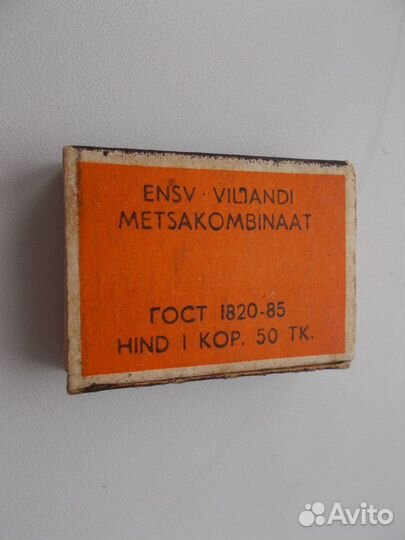 ENSV · VILJANDI
METSAKOMBINAAT
ГОСТ 1820-85
HIND 1 KOP. 50 TK.
Avito